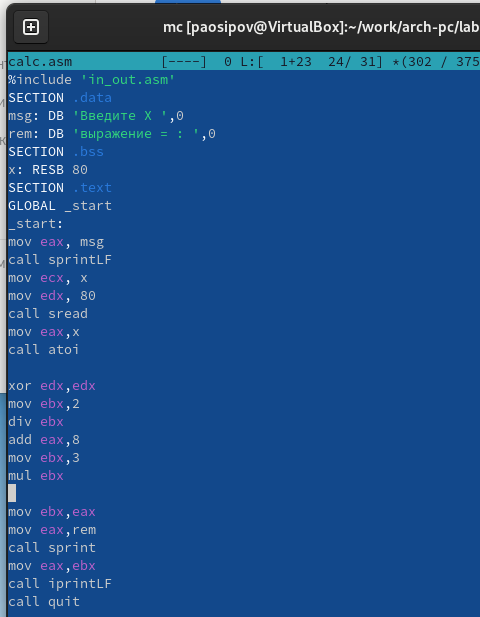 mc [paosipov@VirtualBox]:~/work/arch-pc/lab
calc.asm [----] 0 L:[ 1+23 24/ 31] *(302 / 375
%include 'in_out.asm'
SECTION .data
msg: DB 'Введите X ',0
rem: DB 'выражение = : ',0
SECTION .bss
x: RESB 80
SECTION .text
GLOBAL _start
_start:
mov eax, msg
call sprintLF
mov ecx, x
mov edx, 80
call sread
mov eax,x
call atoi
xor edx,edx
mov ebx,2
div ebx
add eax,8
mov ebx,3
mul ebx
mov ebx,eax
mov eax,rem
call sprint
mov eax,ebx
call iprintLF
call quit